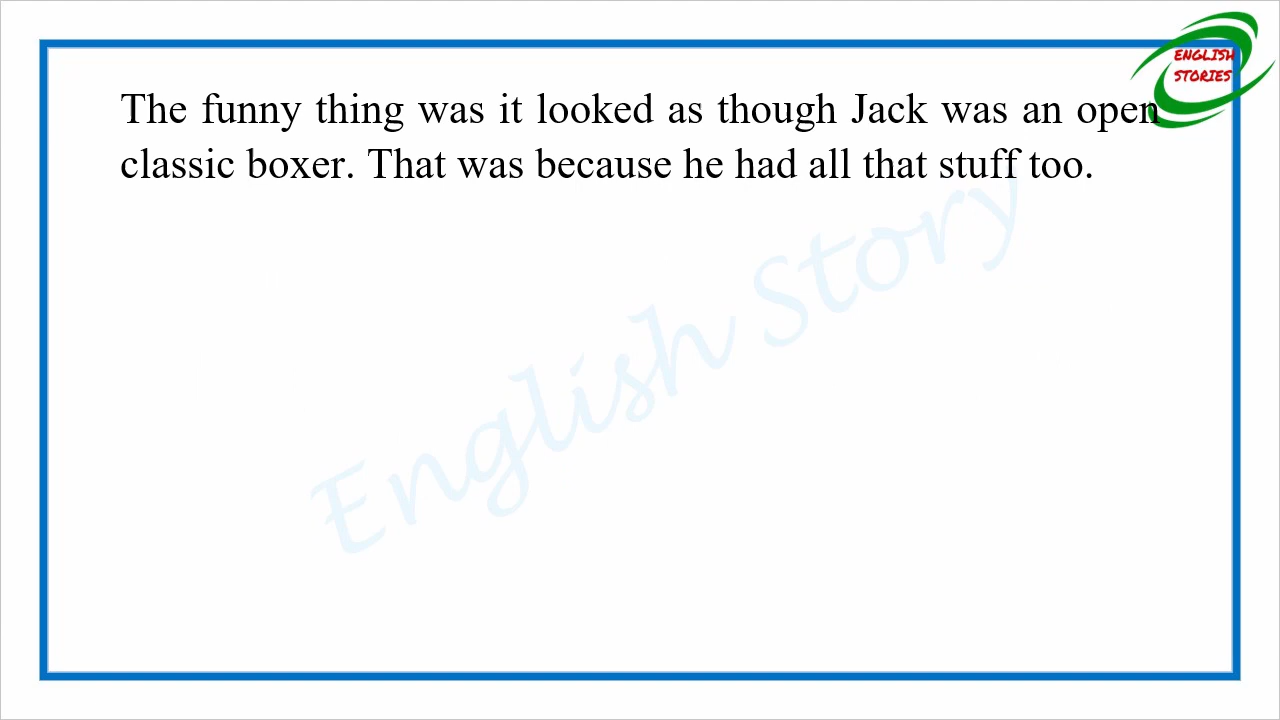 ENGLISH
STORIES
The funny thing was it looked as though Jack was an open
classic boxer. That was because he had all that stuff too.
English Story